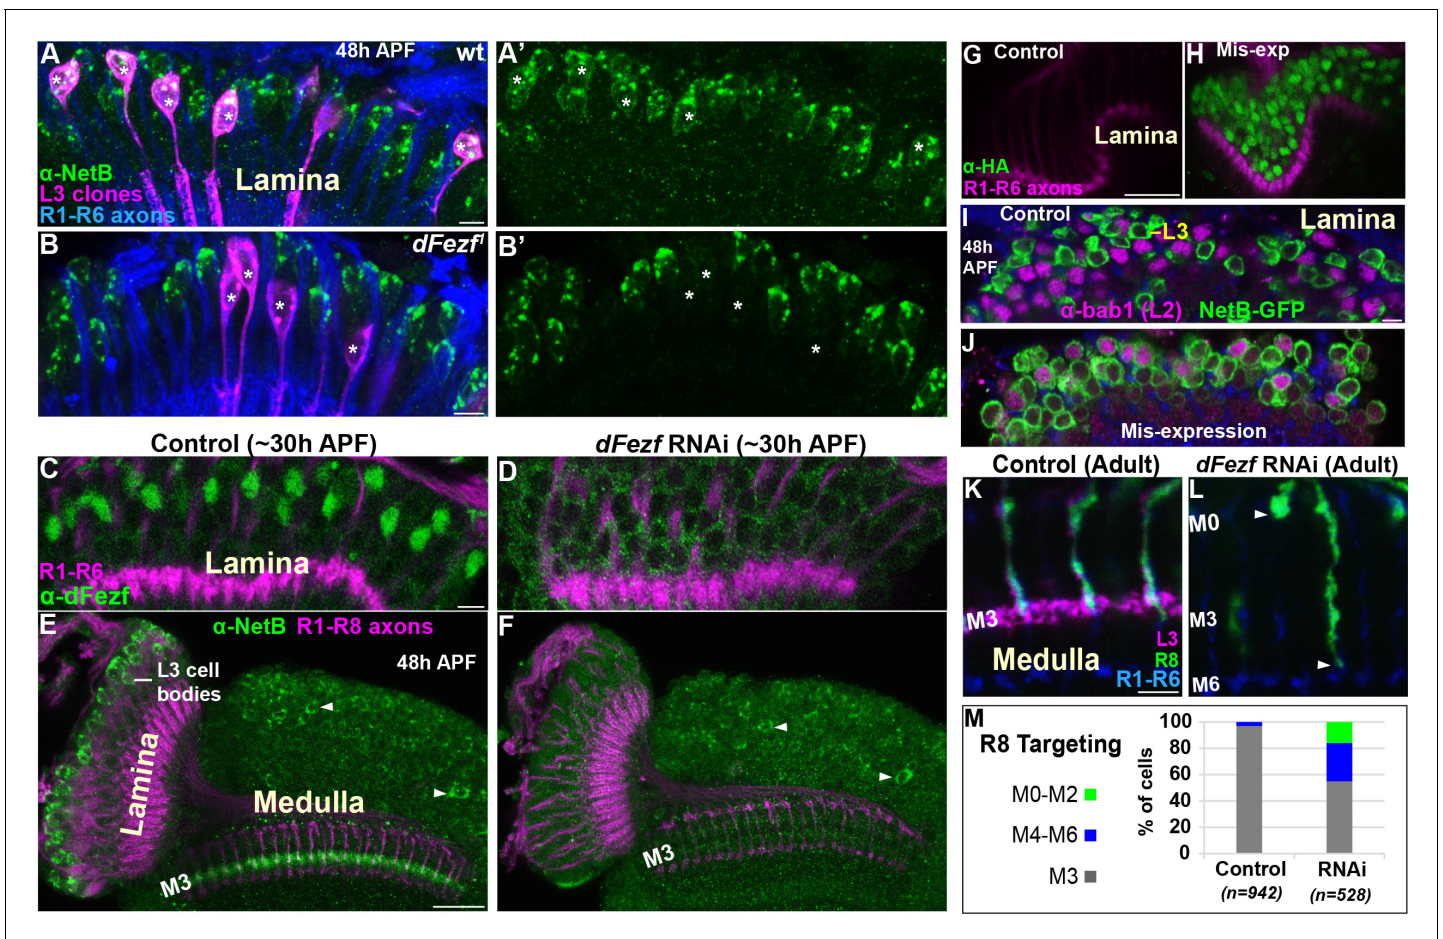 A
48h APF
wt
α-NetB
L3 clones
R1-R6 axons
Lamina
*
*
*
*
*
A’
*
*
*
*
*
B
dFezf1
*
*
*
*
B’
*
*
*
*
Control (~30h APF)
dFezf RNAi (~30h APF)
C
Lamina
R1-R6
α-dFezf
D
E
α-NetB R1-R8 axons
48h APF
L3 cell
bodies
Lamina
Medulla
M3
F
M3
G
Control
Lamina
α-HA
R1-R6 axons
H
Mis-exp
I
Control
Lamina
–L3
48h
APF
α-bab1 (L2) NetB-GFP
J
Mis-expression
Control (Adult)
dFezf RNAi (Adult)
K
M3
L3
R8
R1-R6
Medulla
L
M0
M3
M6
M
R8 Targeting
M0-M2
M4-M6
M3
% of cells
100
80
60
40
20
0
Control
RNAi
(n=942)
(n=528)